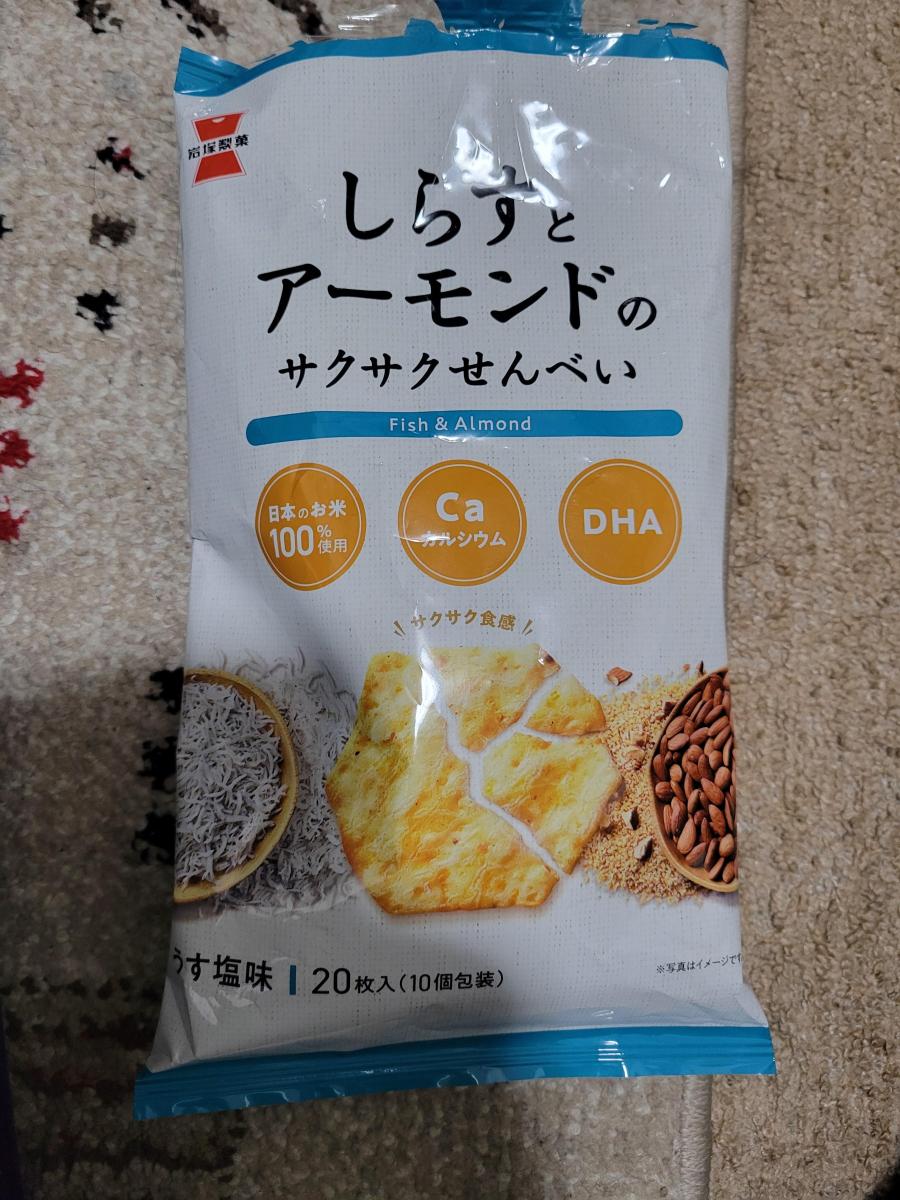 岩塚製菓
しらすと
アーモンドの
サクサクせんべい
Fish & Almond
日本のお米
100%
使用
Ca
カルシウム
DHA
サクサク食感
うす塩味 | 20枚入(10個包装)
※写真はイメージです